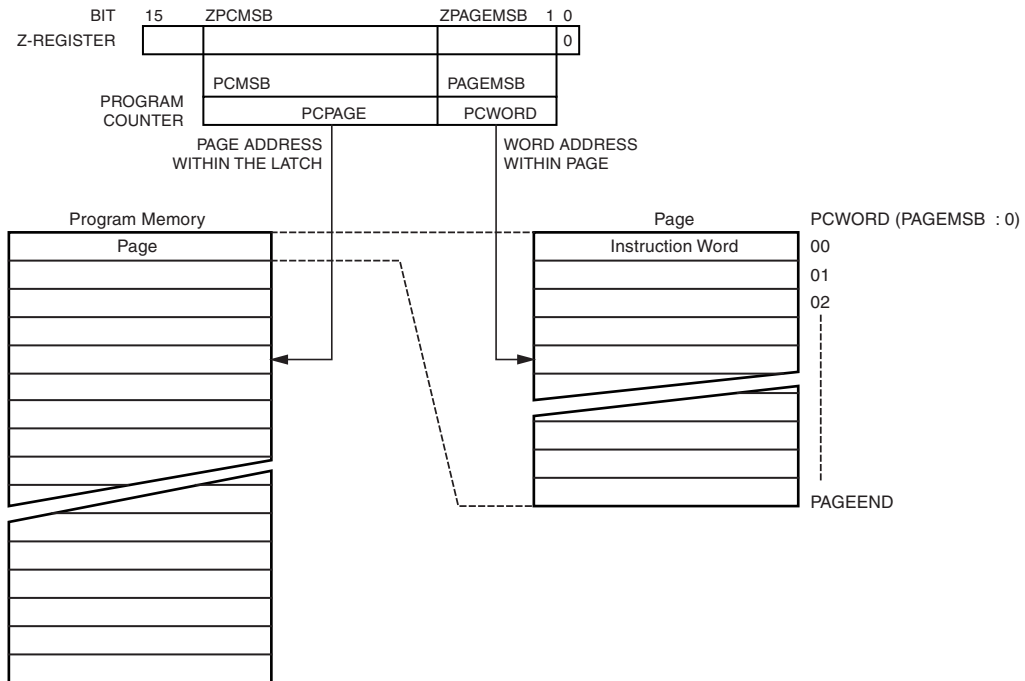 BIT 15 ZPCMSB ZPAGEMSB 1 0
Z-REGISTER 0
PCMSB PAGEMSB
PROGRAM
COUNTER
PCPAGE PCWORD
PAGE ADDRESS
WITHIN THE LATCH
WORD ADDRESS
WITHIN PAGE
Program Memory Page PCWORD (PAGEMSB : 0)
Page Instruction Word 00
01
02
PAGEEND